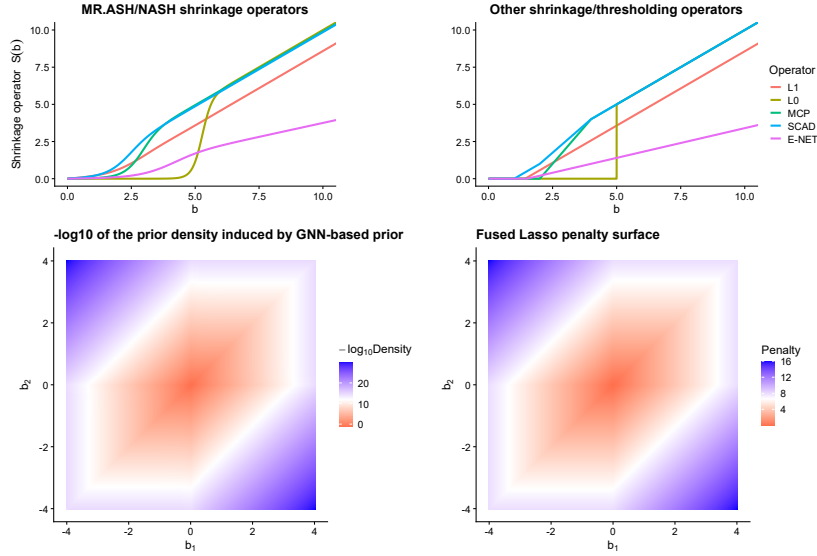 MR.ASH/NASH shrinkage operators
Shrinkage operator S(b)
10.0
7.5
5.0
2.5
0.0
0.0 2.5 5.0 7.5 10.0
b
Other shrinkage/thresholding operators
10.0
7.5
5.0
2.5
0.0
0.0 2.5 5.0 7.5 10.0
b
Operator
L1
L0
MCP
SCAD
E-NET
-log10 of the prior density induced by GNN-based prior
b₂
4
2
0
-2
-4
-4 -2 0 2 4
b₁
− log₁₀Density
20
10
0
Fused Lasso penalty surface
b₂
4
2
0
-2
-4
-4 -2 0 2 4
b₁
Penalty
16
12
8
4